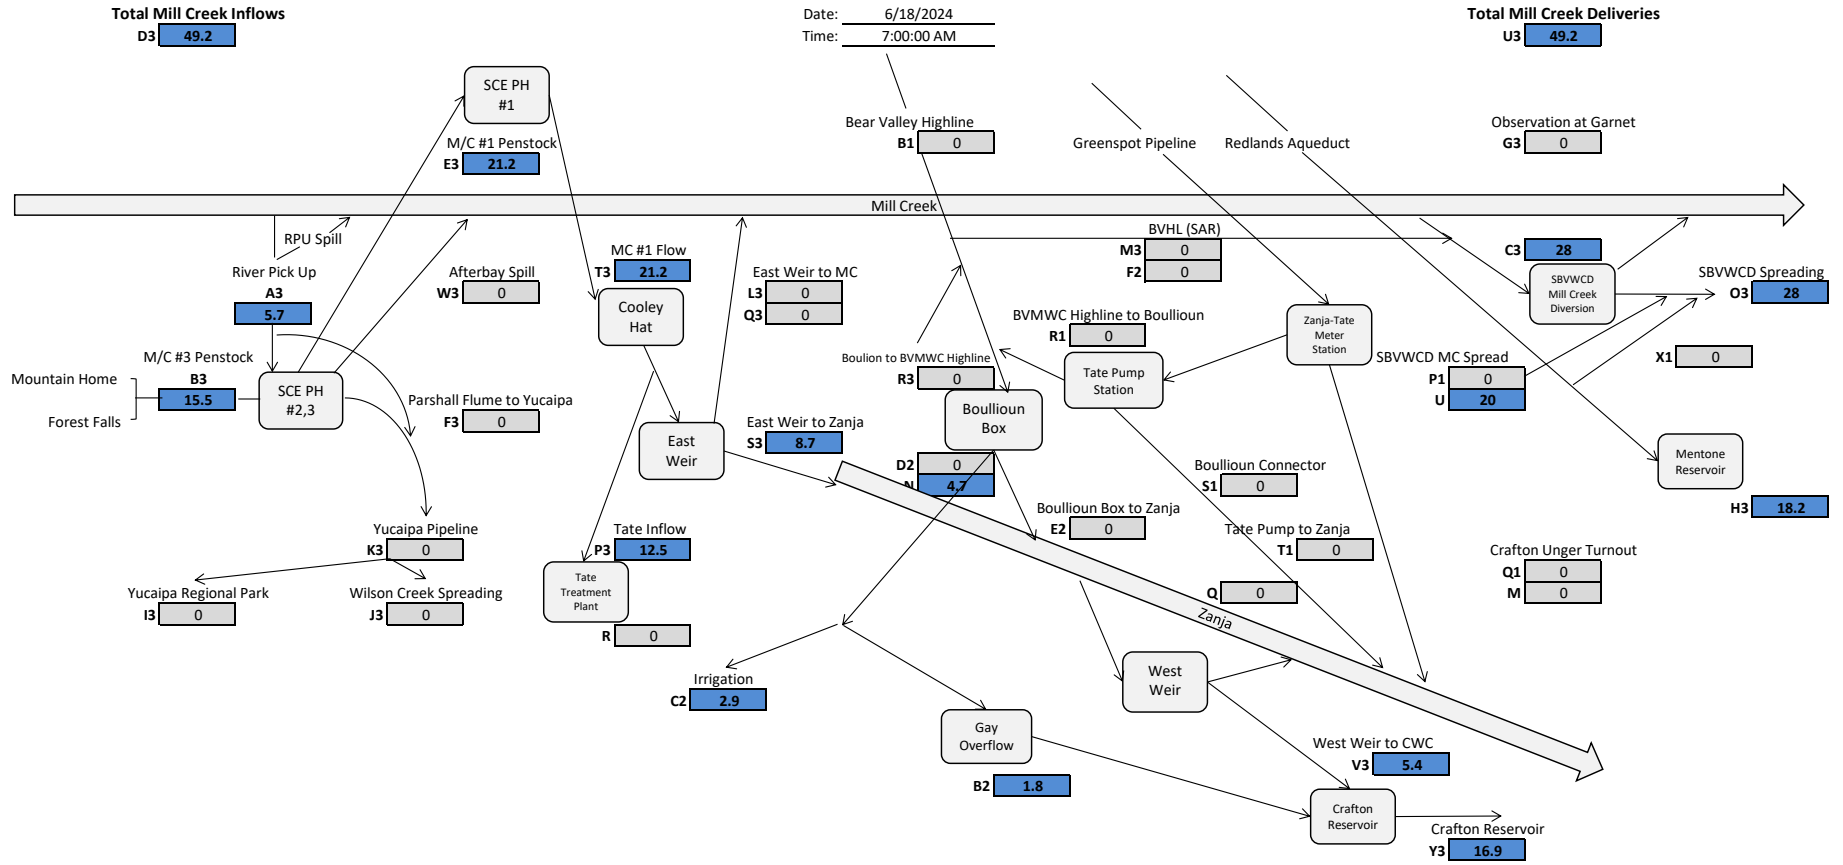 Total Mill Creek Inflows
D3 49.2
Date: 6/18/2024
Time: 7:00:00 AM
Total Mill Creek Deliveries
U3 49.2
SCE PH
#1
M/C #1 Penstock
E3 21.2
Bear Valley Highline
B1 0
Greenspot Pipeline
Redlands Aqueduct
Observation at Garnet
G3 0
Mill Creek
RPU Spill
River Pick Up
A3
5.7
Afterbay Spill
W3 0
MC #1 Flow
T3 21.2
Cooley
Hat
East Weir to MC
L3 0
Q3 0
BVHL (SAR)
M3 0
F2 0
C3 28
SBVWCD
Mill Creek
Diversion
SBVWCD Spreading
O3 28
BVMWC Highline to Boullioun
R1 0
Zanja-Tate
Meter
Station
M/C #3 Penstock
B3
15.5
Mountain Home
Forest Falls
SCE PH
#2,3
Parshall Flume to Yucaipa
F3 0
Boulion to BVMWC Highline
R3 0
Tate Pump
Station
SBVWCD MC Spread
P1 0
U 20
X1 0
Boullioun
Box
East
Weir
East Weir to Zanja
S3 8.7
D2 0
N 4.7
Boullioun Connector
S1 0
Mentone
Reservoir
H3 18.2
Yucaipa Pipeline
K3 0
Tate Inflow
P3 12.5
Boullioun Box to Zanja
E2 0
Tate Pump to Zanja
T1 0
Crafton Unger Turnout
Q1 0
M 0
Yucaipa Regional Park
I3 0
Wilson Creek Spreading
J3 0
Tate
Treatment
Plant
R 0
Q 0
Zanja
Irrigation
C2 2.9
West
Weir
Gay
Overflow
B2 1.8
West Weir to CWC
V3 5.4
Crafton
Reservoir
Crafton Reservoir
Y3 16.9